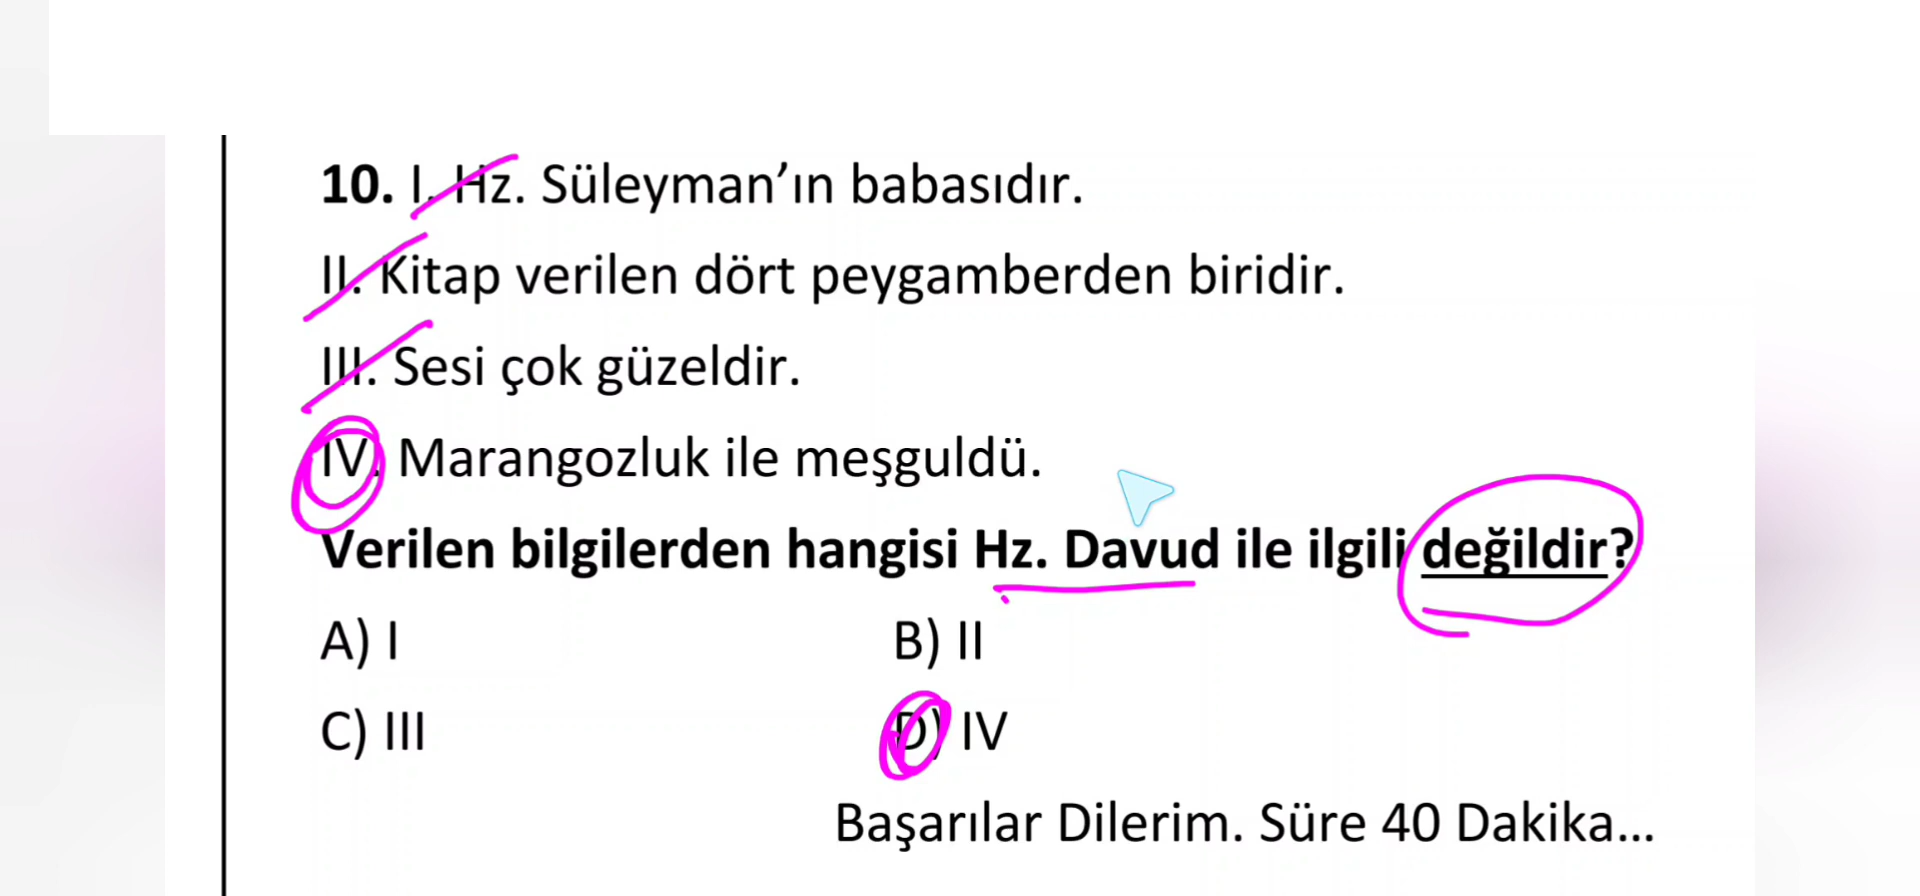 10. I. Hz. Süleyman’ın babasıdır.
II. Kitap verilen dört peygamberden biridir.
III. Sesi çok güzeldir.
IV. Marangozluk ile meşguldü.
Verilen bilgilerden hangisi Hz. Davud ile ilgili değildir?
A) I B) II
C) III D) IV
Başarılar Dilerim. Süre 40 Dakika...